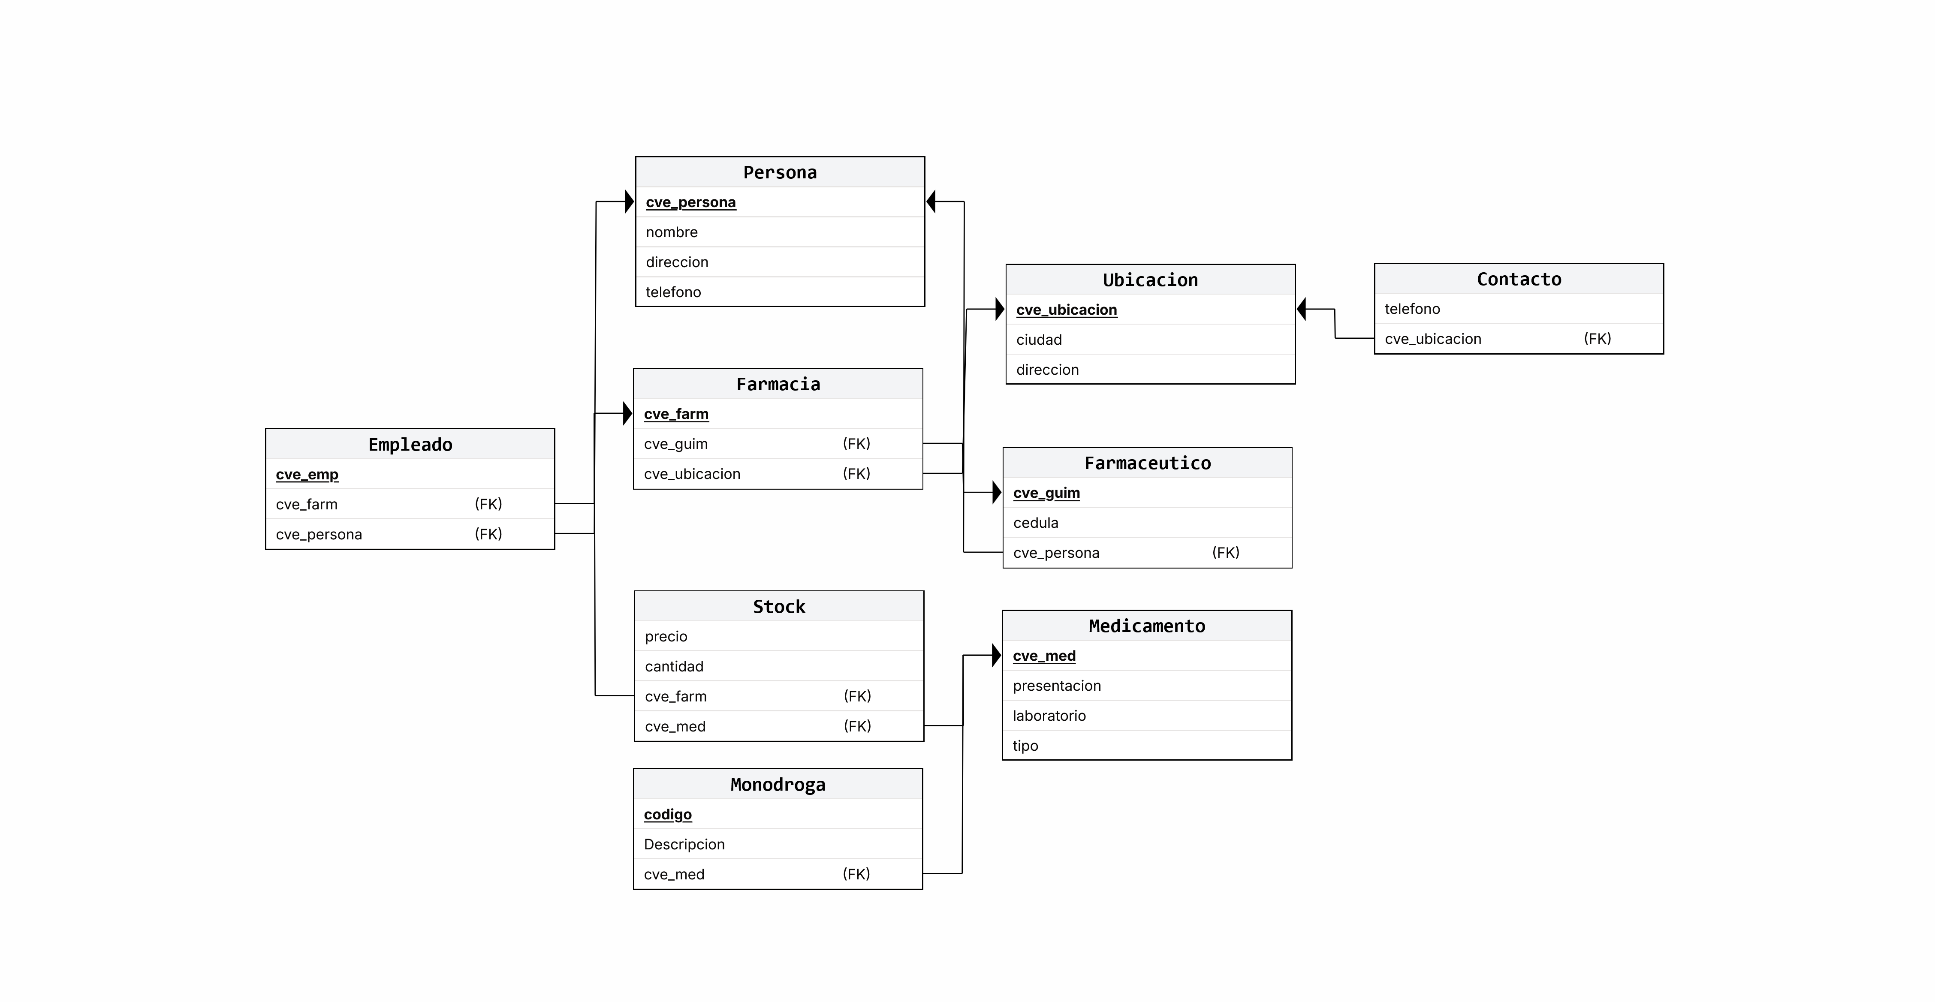 Persona
cve_persona
nombre
direccion
telefono
Ubicacion
cve_ubicacion
ciudad
direccion
Contacto
telefono
cve_ubicacion (FK)
Farmacia
cve_farm
cve_guim (FK)
cve_ubicacion (FK)
Empleado
cve_emp
cve_farm (FK)
cve_persona (FK)
Farmaceutico
cve_guim
cedula
cve_persona (FK)
Stock
precio
cantidad
cve_farm (FK)
cve_med (FK)
Medicamento
cve_med
presentacion
laboratorio
tipo
Monodroga
codigo
Descripcion
cve_med (FK)